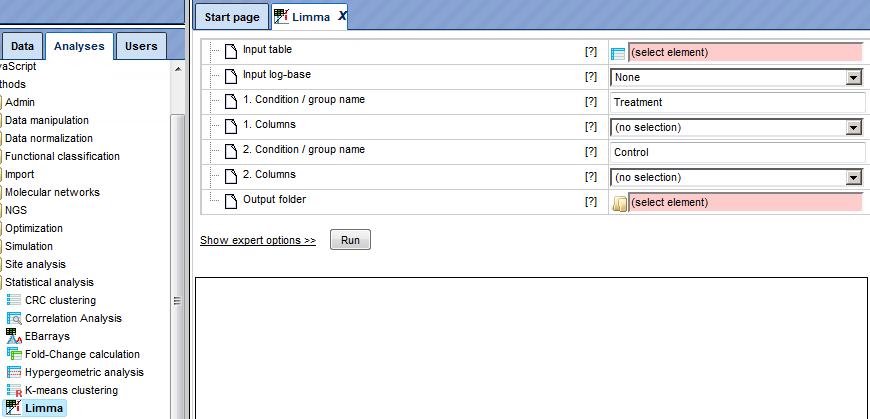 Start page
Limma X
Data Analyses Users
vaScript
thods
Admin
Data manipulation
Data normalization
Functional classification
Import
Molecular networks
NGS
Optimization
Simulation
Site analysis
Statistical analysis
CRC clustering
Correlation Analysis
EBarrays
Fold-Change calculation
Hypergeometric analysis
K-means clustering
Limma
Input table [?] (select element)
Input log-base [?] None
1. Condition / group name [?] Treatment
1. Columns [?] (no selection)
2. Condition / group name [?] Control
2. Columns [?] (no selection)
Output folder [?] (select element)
Show expert options >> Run